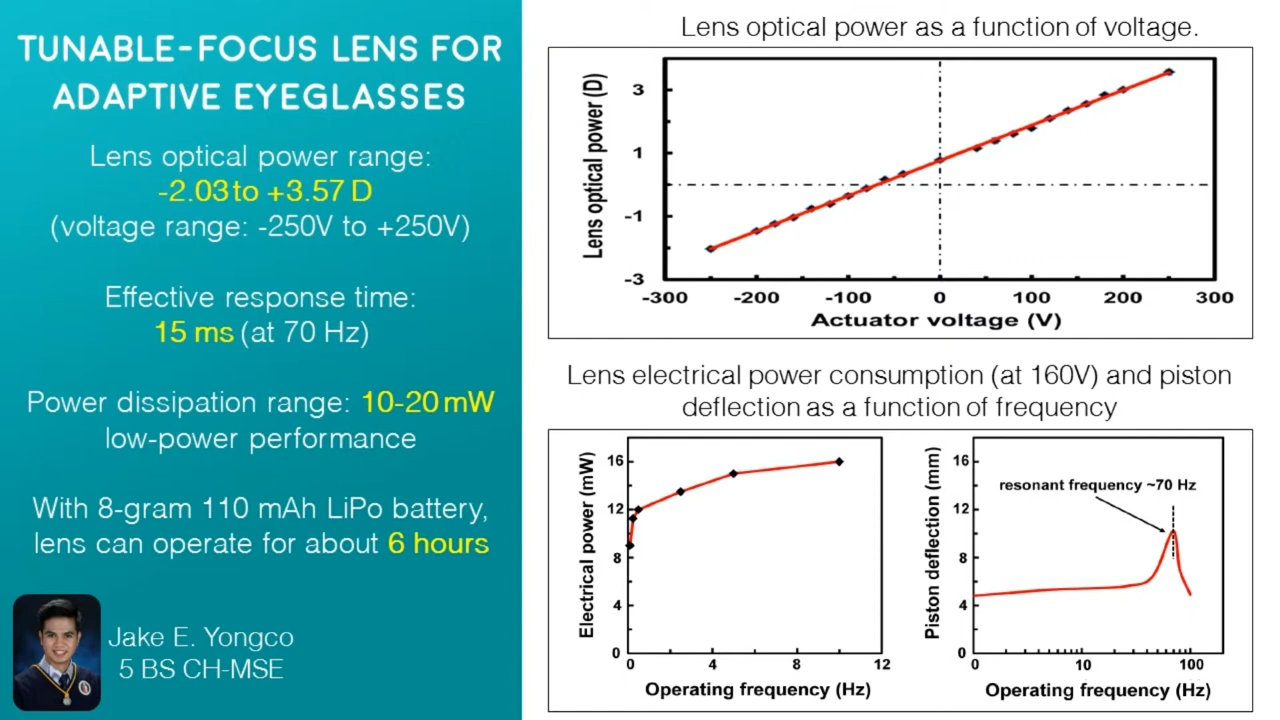 TUNABLE-FOCUS LENS FOR
ADAPTIVE EYEGLASSES
Lens optical power range:
-2.03 to +3.57 D
(voltage range: -250V to +250V)
Effective response time:
15 ms (at 70 Hz)
Power dissipation range: 10-20 mW
low-power performance
With 8-gram 110 mAh LiPo battery,
lens can operate for about 6 hours
Jake E. Yongco
5 BS CH-MSE
Lens optical power as a function of voltage.
Lens optical power (D)
3
1
-1
-3
-300 -200 -100 0 100 200 300
Actuator voltage (V)
Lens electrical power consumption (at 160V) and piston
deflection as a function of frequency
Electrical power (mW)
16
12
8
4
0
0 4 8 12
Operating frequency (Hz)
Piston deflection (mm)
16
12
8
4
0
resonant frequency ~70 Hz
0 10 100
Operating frequency (Hz)